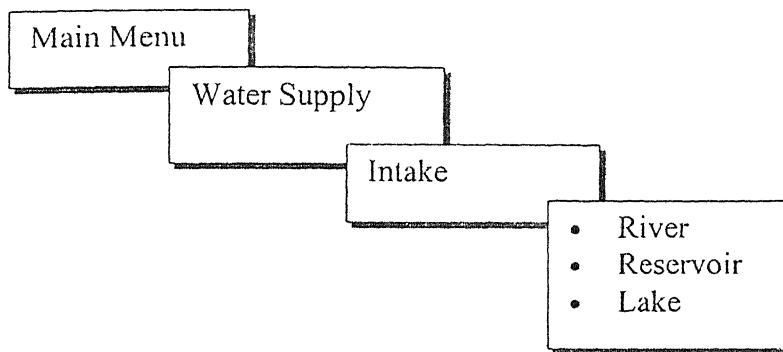 Main Menu
Water Supply
Intake
• River
• Reservoir
• Lake